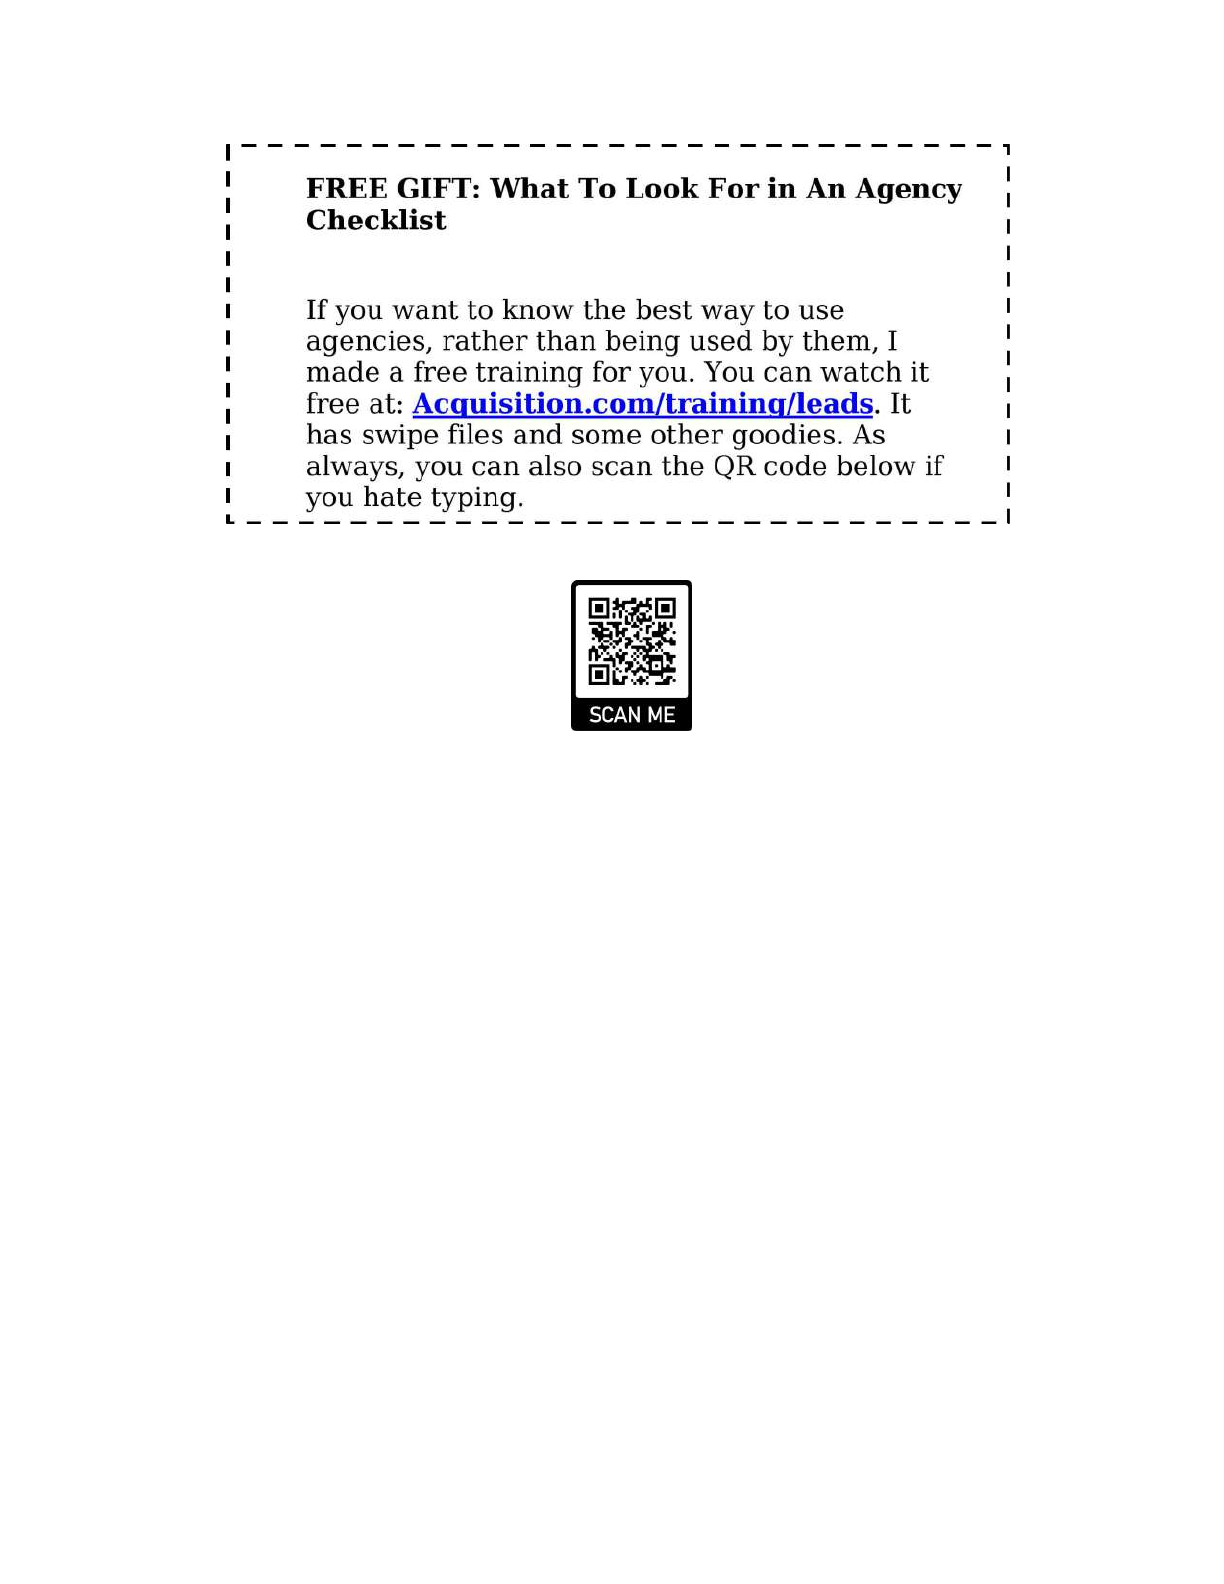 FREE GIFT: What To Look For in An Agency
Checklist
If you want to know the best way to use
agencies, rather than being used by them, I
made a free training for you. You can watch it
free at: Acquisition.com/training/leads. It
has swipe files and some other goodies. As
always, you can also scan the QR code below if
you hate typing.
SCAN ME